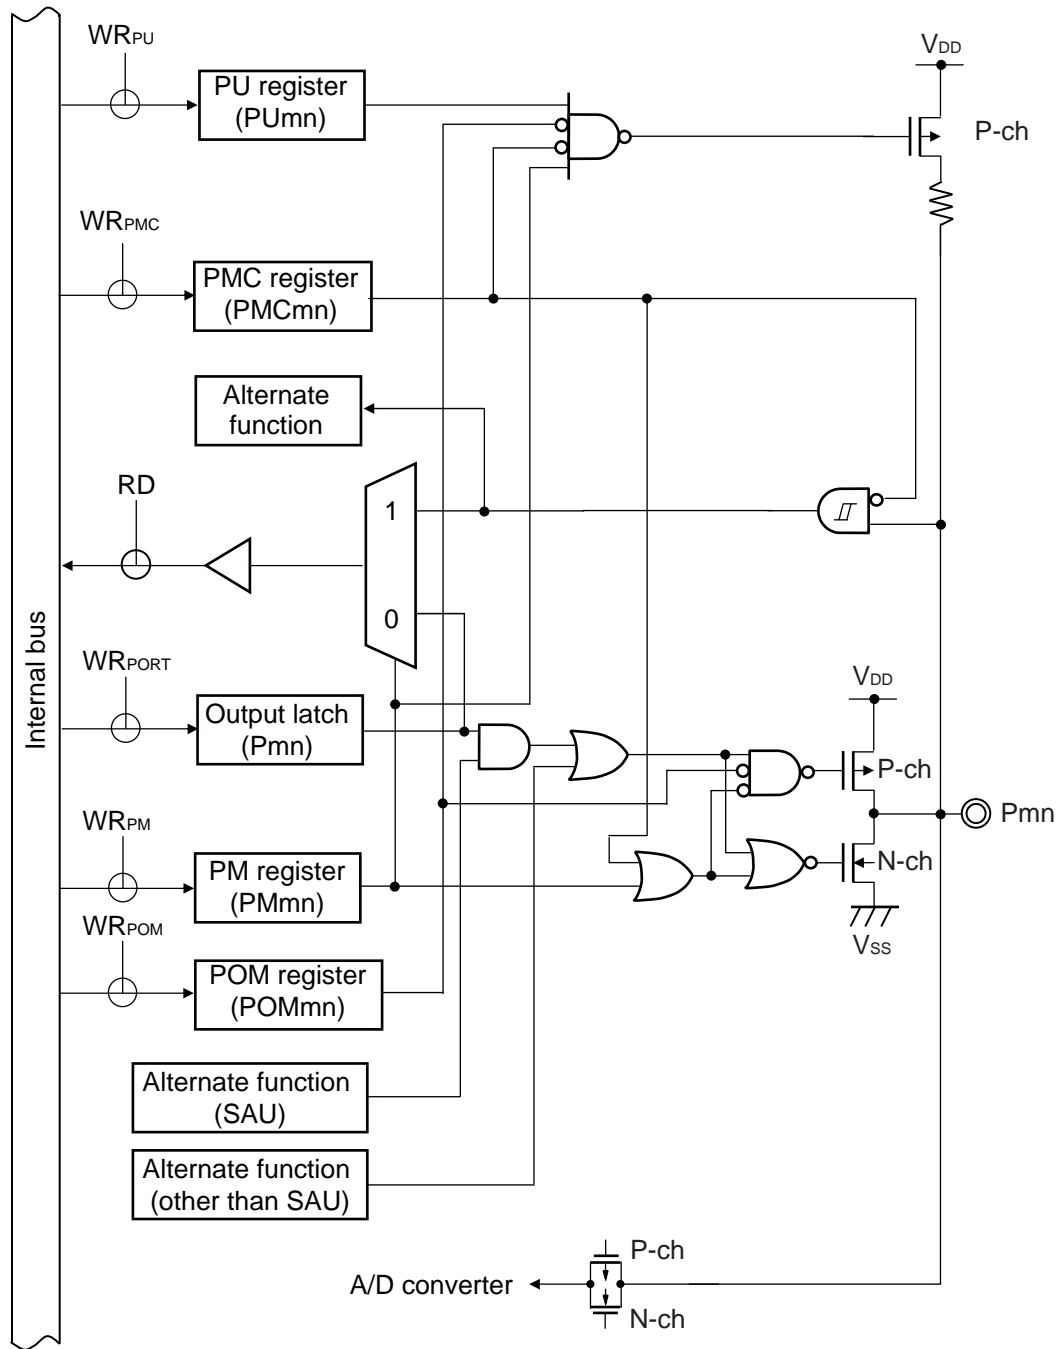 WRPU
VDD
PU register
(PUmn)
P-ch
WRPMC
PMC register
(PMCmn)
Alternate
function
RD
1
0
Internal bus
WRPORT
VDD
Output latch
(Pmn)
P-ch
Pmn
WRPM
N-ch
PM register
(PMmn)
WRPOM
VSS
POM register
(POMmn)
Alternate function
(SAU)
Alternate function
(other than SAU)
P-ch
A/D converter
N-ch